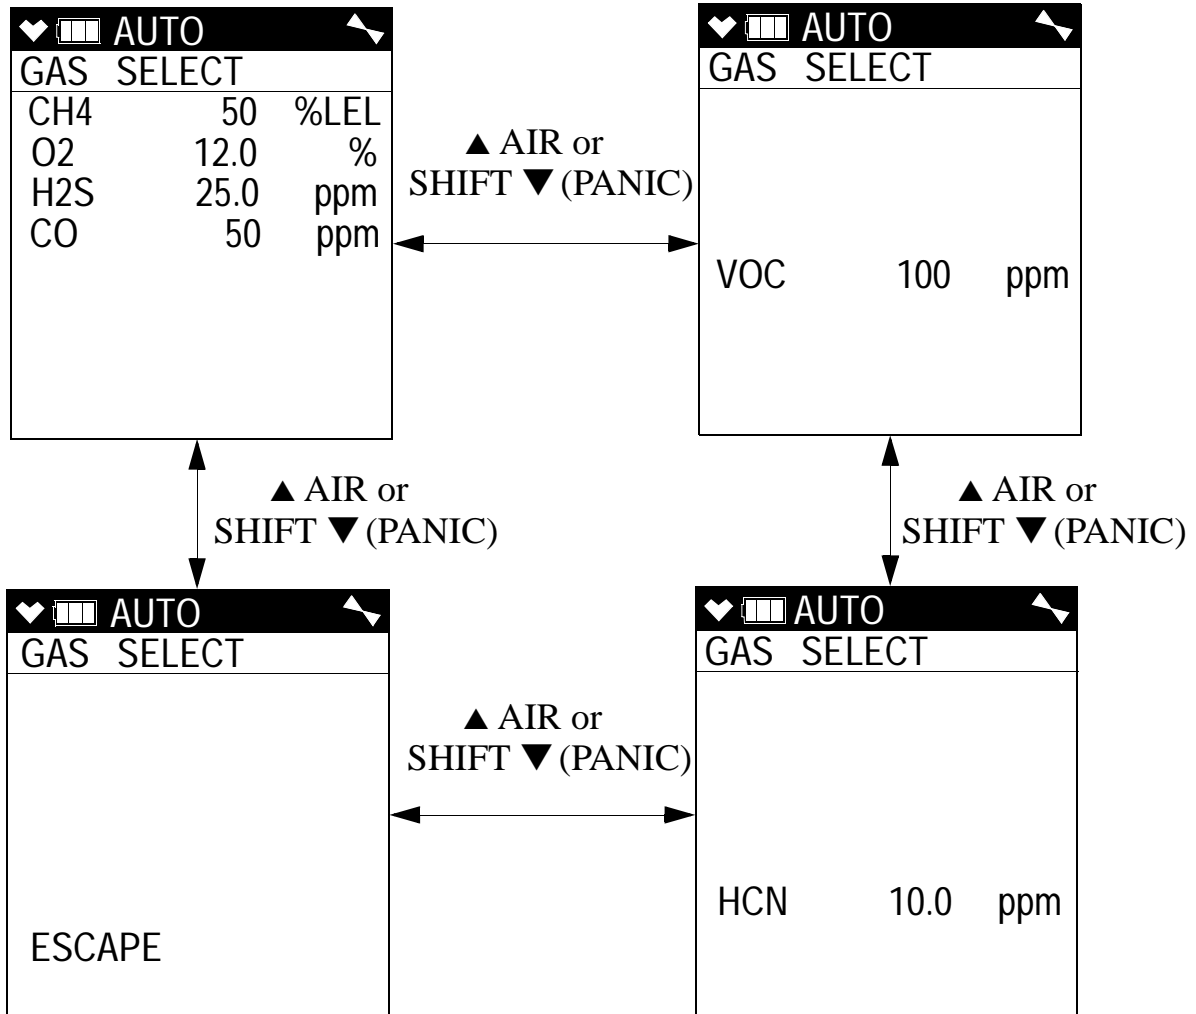 AUTO
GAS SELECT
CH4 50 %LEL
O2 12.0 %
H2S 25.0 ppm
CO 50 ppm
▲ AIR or
SHIFT ▼ (PANIC)
AUTO
GAS SELECT
VOC 100 ppm
▲ AIR or
SHIFT ▼ (PANIC)
▲ AIR or
SHIFT ▼ (PANIC)
AUTO
GAS SELECT
ESCAPE
▲ AIR or
SHIFT ▼ (PANIC)
AUTO
GAS SELECT
HCN 10.0 ppm